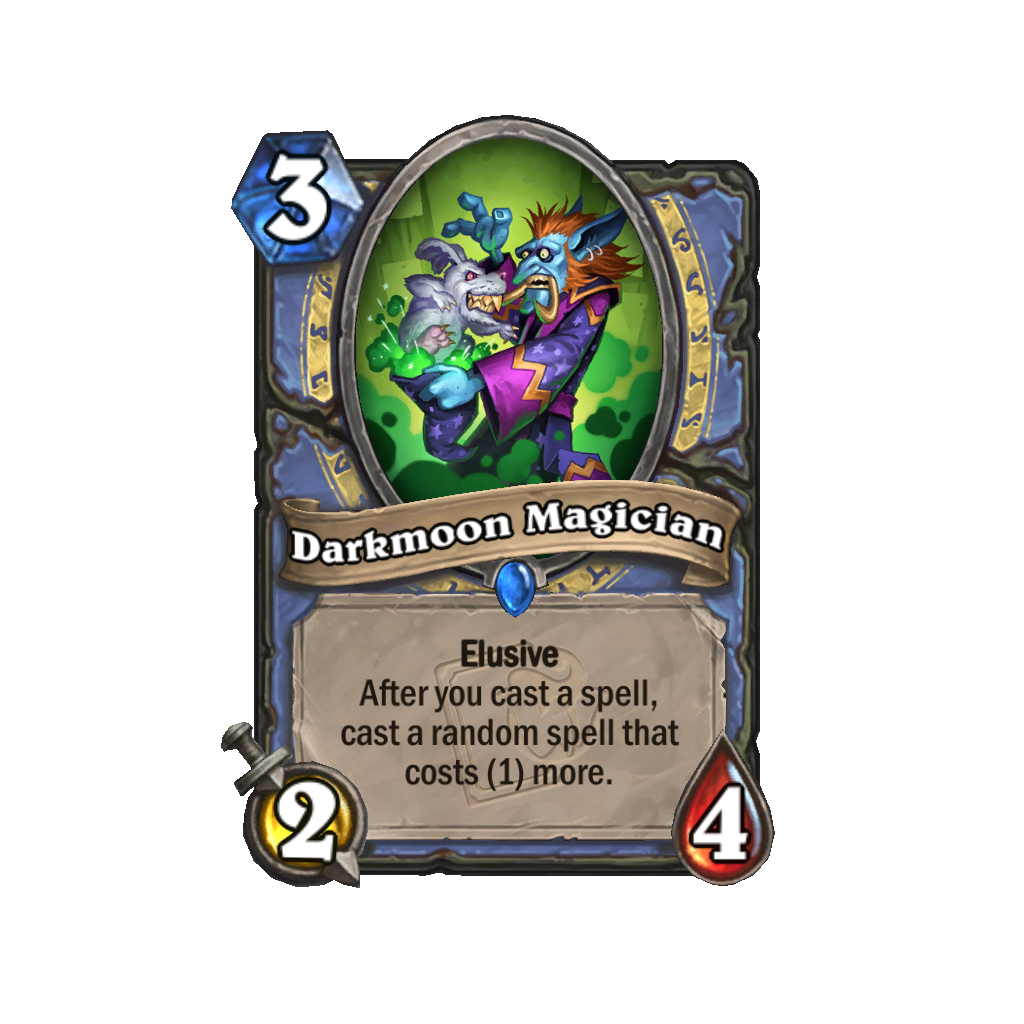 3
Darkmoon Magician
Elusive
After you cast a spell,
cast a random spell that
costs (1) more.
2
4